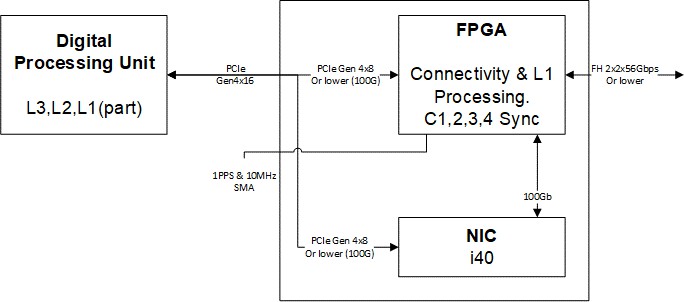 Digital
Processing Unit
L3,L2,L1(part)
PCIe
Gen4x16
PCIe Gen 4x8
Or lower (100G)
FPGA
Connectivity & L1
Processing.
C1,2,3,4 Sync
FH 2x2x56Gbps
Or lower
1PPS & 10MHz
SMA
100Gb
PCIe Gen 4x8
Or lower (100G)
NIC
i40